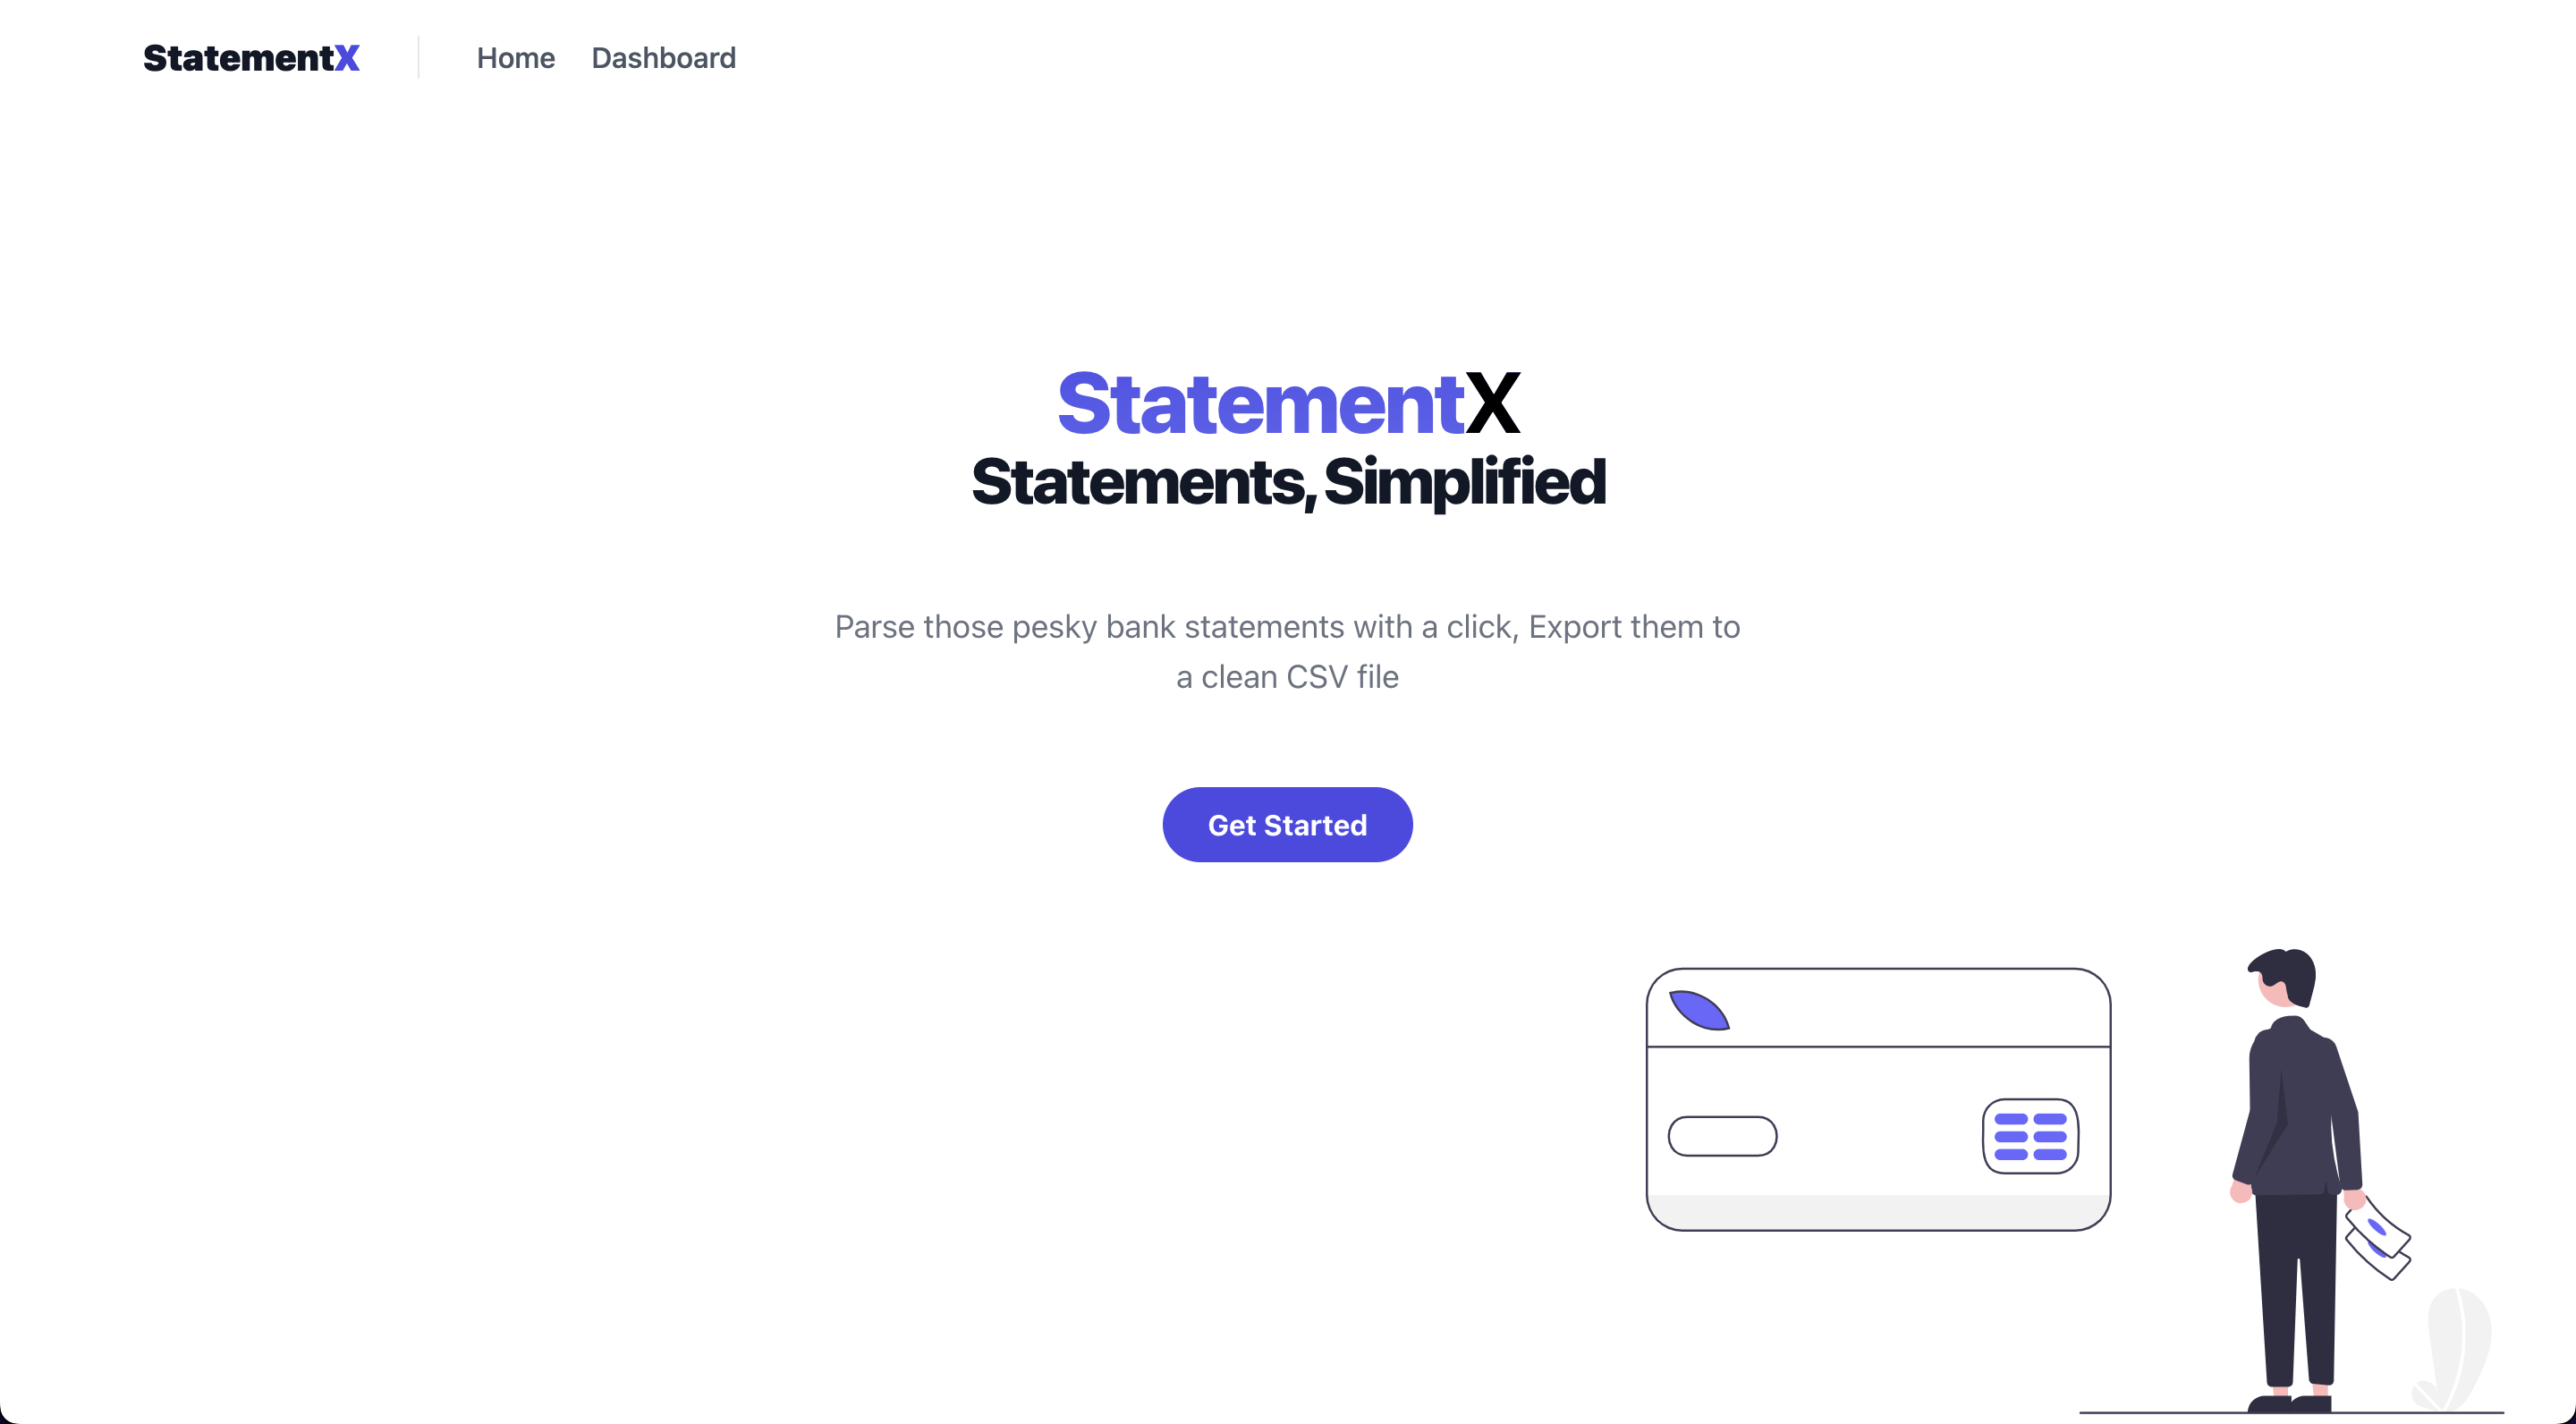 StatementX
Home
Dashboard
StatementX
Statements, Simplified
Parse those pesky bank statements with a click, Export them to
a clean CSV file
Get Started